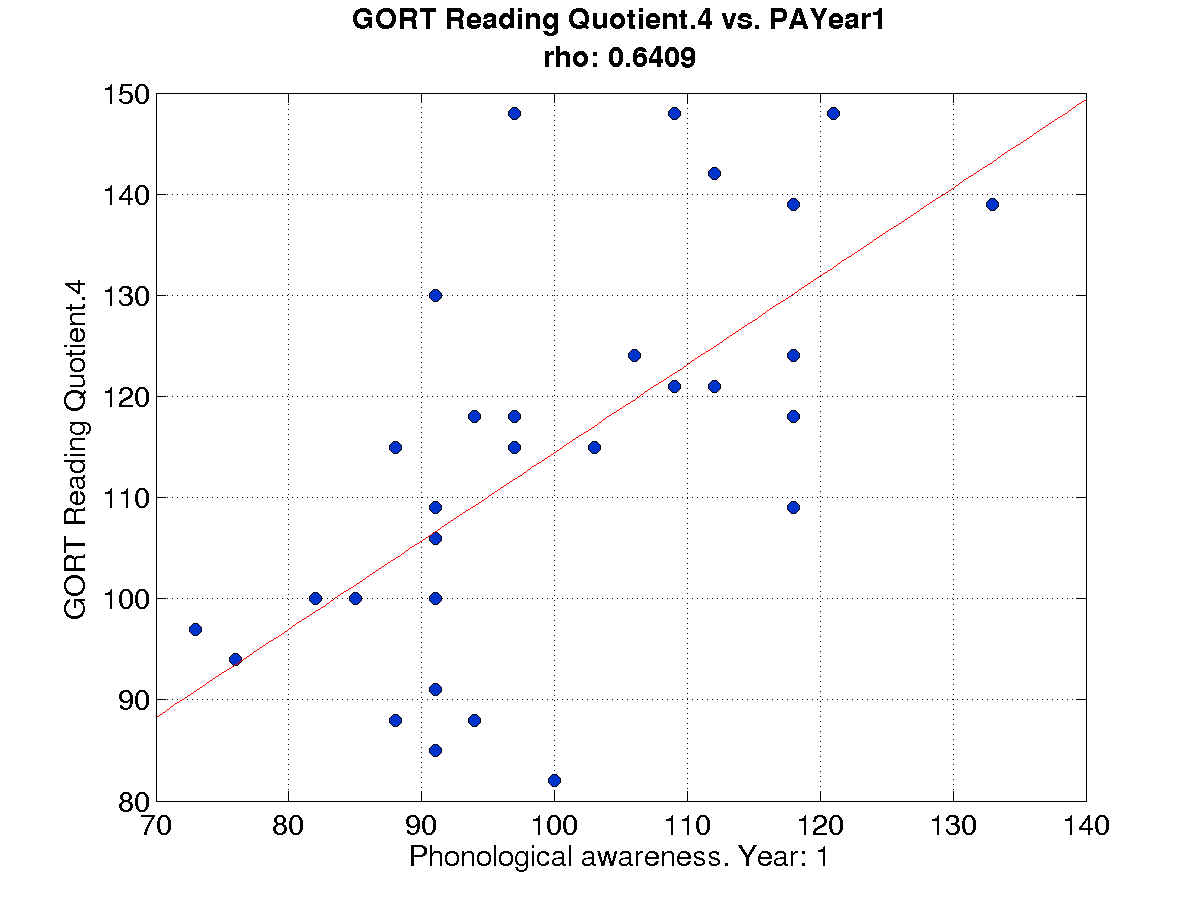 GORT Reading Quotient.4 vs. PAYear1
rho: 0.6409
150
140
130
120
110
100
90
80
GORT Reading Quotient.4
70 80 90 100 110 120 130 140
Phonological awareness. Year: 1